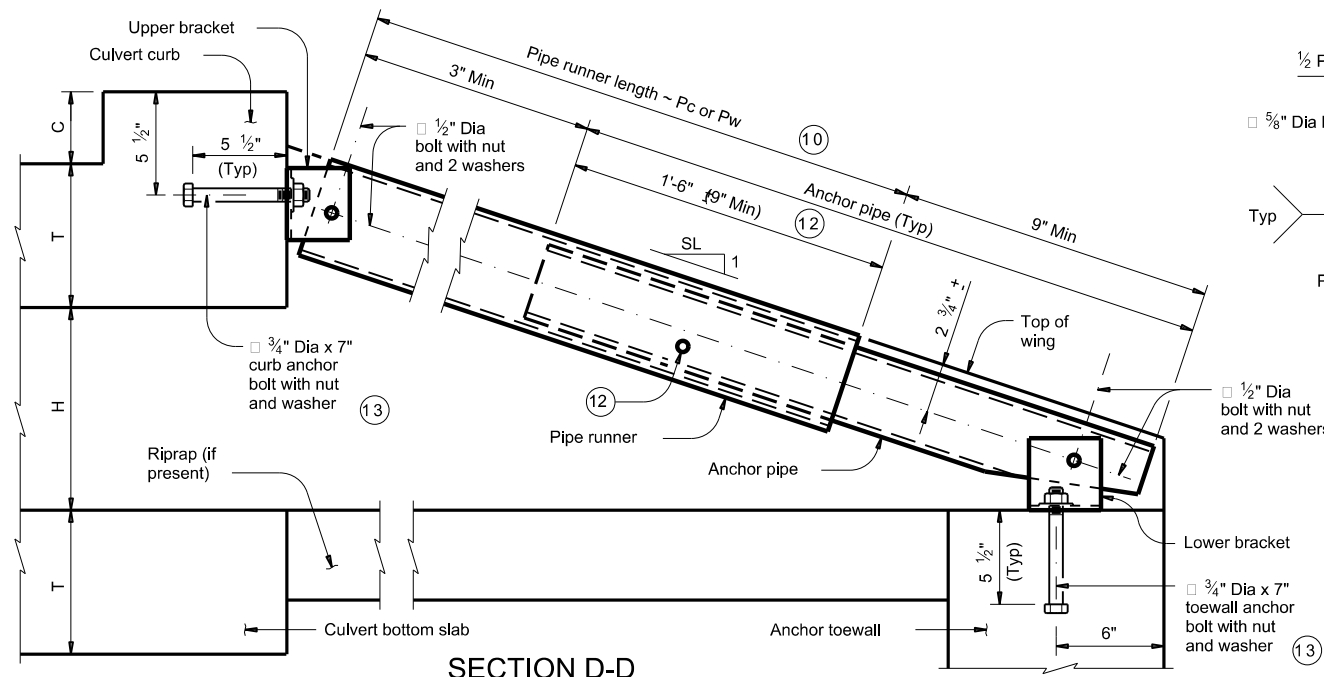 Upper bracket
Culvert curb
Pipe runner length ~ Pc or Pw
3" Min
10
½ F
□ ⅝" Dia
□ ½" Dia
bolt with nut
and 2 washers
C
5 ½"
5 ½"
(Typ)
1'-6" ±
(9" Min)
12
Anchor pipe (Typ)
9" Min
Typ
SL
1
T
2 ¾" ±
Top of
wing
□ ¾" Dia x 7"
curb anchor
bolt with nut
and washer
13
H
12
Pipe runner
Anchor pipe
□ ½" Dia
bolt with nut
and 2 washers
Riprap (if
present)
T
5 ½"
(Typ)
Lower bracket
□ ¾" Dia x 7"
toewall anchor
bolt with nut
and washer
13
6"
Culvert bottom slab
Anchor toewall
SECTION D-D